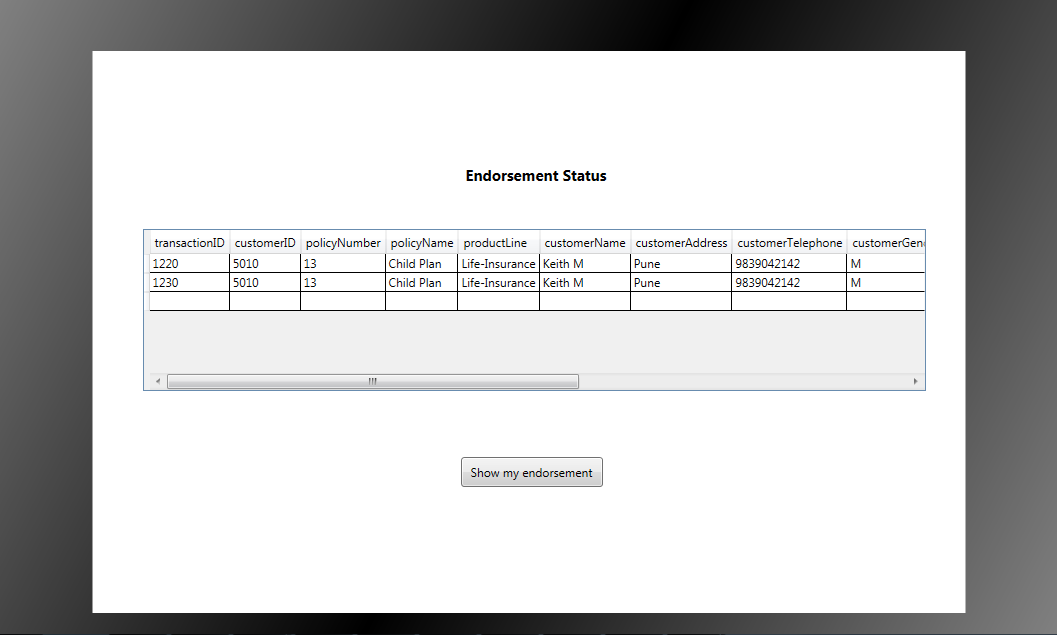 Endorsement Status
transactionID customerID policyNumber policyName productLine customerName customerAddress customerTelephone customerGen
1220 5010 13 Child Plan Life-Insurance Keith M Pune 9839042142 M
1230 5010 13 Child Plan Life-Insurance Keith M Pune 9839042142 M
Show my endorsement